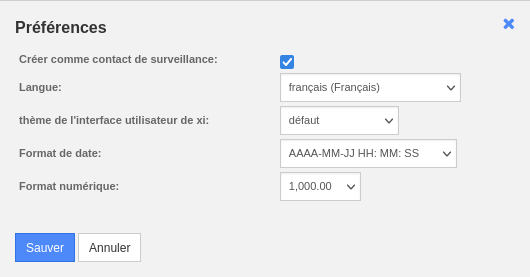 Préférences
Créer comme contact de surveillance:
Langue: français (Français)
thème de l'interface utilisateur de xi: défaut
Format de date: AAAA-MM-JJ HH: MM: SS
Format numérique: 1,000.00
Sauver Annuler